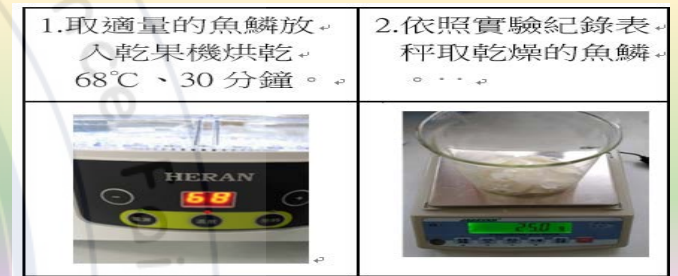 1.取適量的魚鱗放
入乾果機烘乾
68℃、30 分鐘。
2.依照實驗紀錄表
秤取乾燥的魚鱗
。
HERAN
68
25.0 g